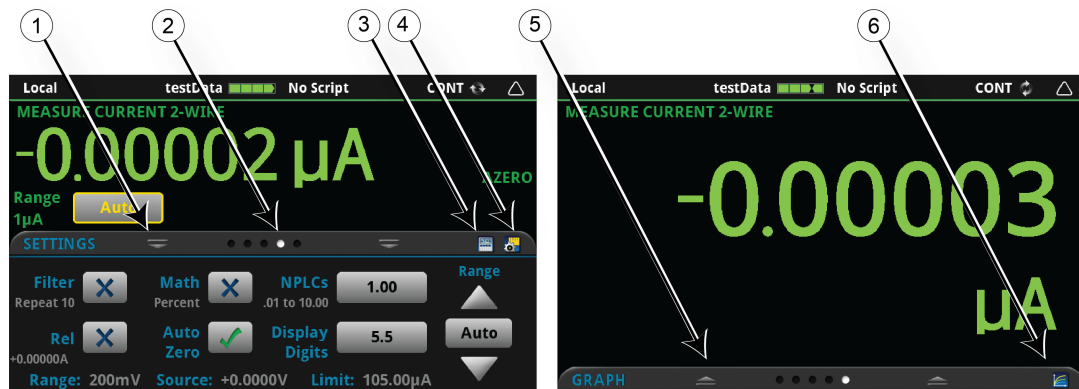 1 2 3 4 5 6
Local testData No Script CONT
MEASURE CURRENT 2-WIRE
-0.00002 µA
AZERO
Range
1µA
Auto
SETTINGS
Filter
Repeat 10
Math
Percent
NPLCs
.01 to 10.00
1.00
Range
Rel
+0.00000A
Auto
Zero
Display
Digits
5.5
Auto
Range: 200mV Source: +0.0000V Limit: 105.00µA
Local testData No Script CONT
MEASURE CURRENT 2-WIRE
-0.00003
µA
GRAPH